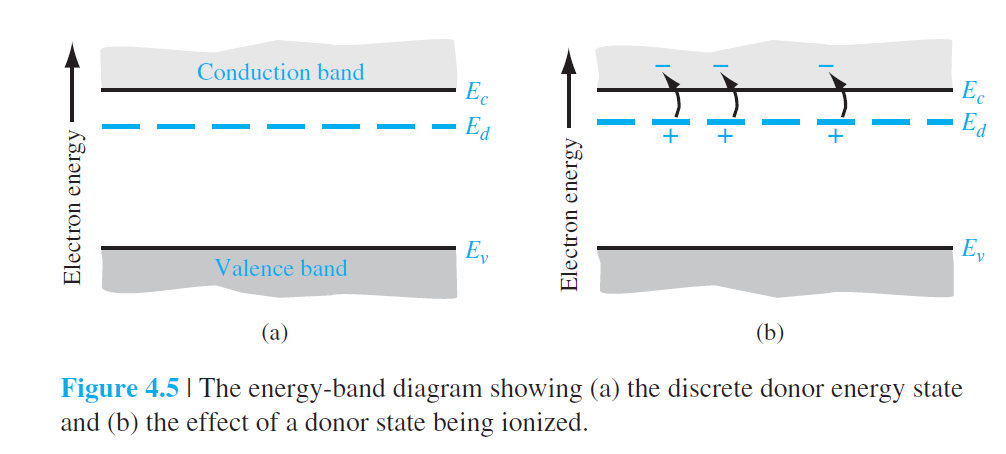 Electron energy
Conduction band
E_c
E_d
E_v
Valence band
(a)
Electron energy
− − −
E_c
E_d
+ + +
E_v
(b)
Figure 4.5 | The energy-band diagram showing (a) the discrete donor energy state
and (b) the effect of a donor state being ionized.